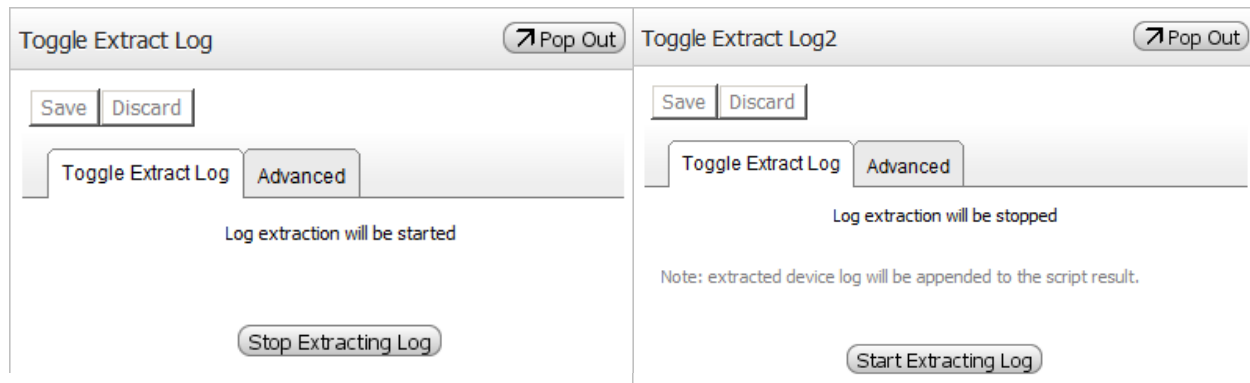 Toggle Extract Log
Pop Out
Save Discard
Toggle Extract Log Advanced
Log extraction will be started
Stop Extracting Log
Toggle Extract Log2
Pop Out
Save Discard
Toggle Extract Log Advanced
Log extraction will be stopped
Note: extracted device log will be appended to the script result.
Start Extracting Log